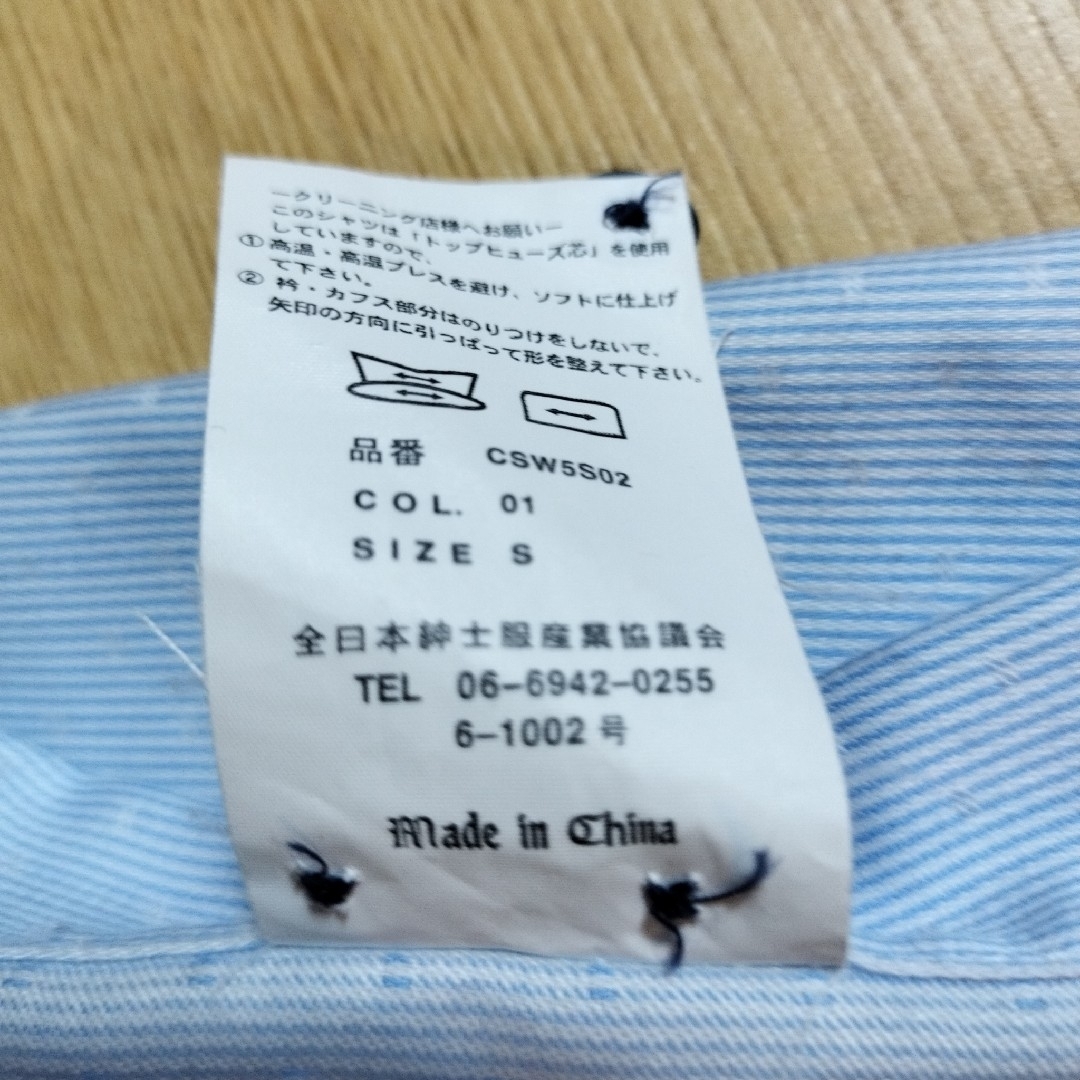 ークリーニング店様へお願いー
このシャツは「トップヒューズ芯」を使用
していますので、
①高温・高湿プレスを避け、ソフトに仕上げ
て下さい。
② 衿・カフス部分はのりつけをしないで、
矢印の方向に引っぱって形を整えて下さい。
品番 CSW5S02
COL. 01
SIZE S
全日本紳士服産業協議会
TEL 06-6942-0255
6-1002号
Made in China